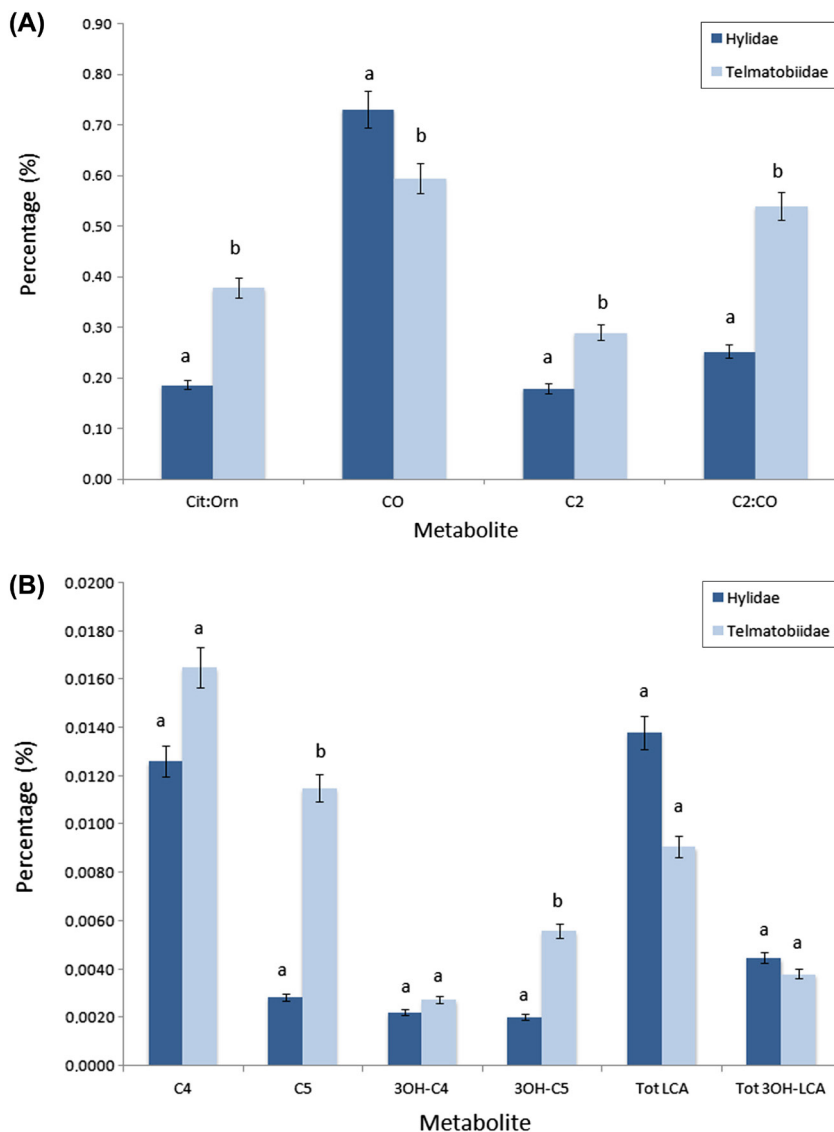 (A)
0.90
0.80
0.70
0.60
0.50
0.40
0.30
0.20
0.10
0.00
Percentage (%)
Hylidae
Telmatobiidae
a b
a b
a b
a b
Cit:Orn CO C2 C2:CO
Metabolite
(B)
0.0200
0.0180
0.0160
0.0140
0.0120
0.0100
0.0080
0.0060
0.0040
0.0020
0.0000
Percentage (%)
Hylidae
Telmatobiidae
a a
a b
a a
a b
a a
a a
C4 C5 3OH-C4 3OH-C5 Tot LCA Tot 3OH-LCA
Metabolite